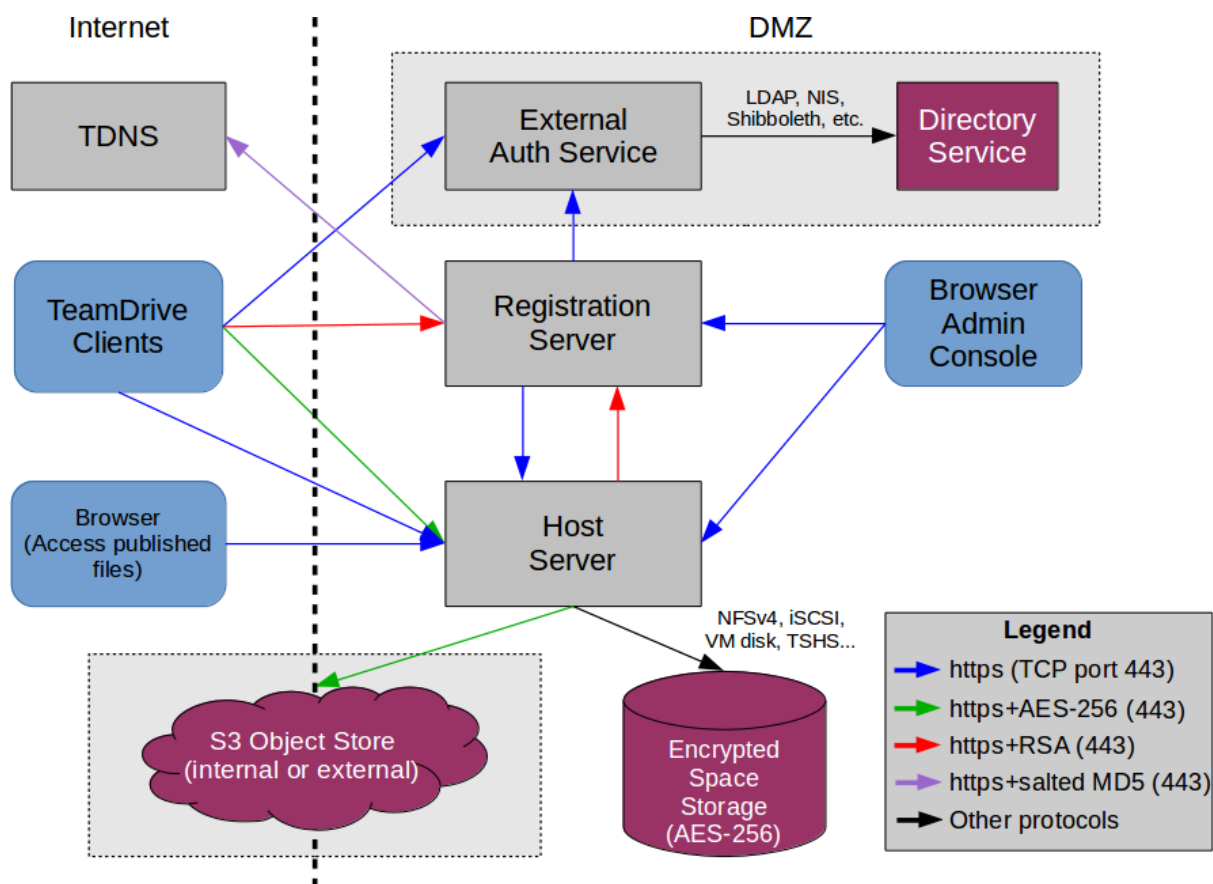 Internet
DMZ
TDNS
External
Auth Service
LDAP, NIS,
Shibboleth, etc.
Directory
Service
TeamDrive
Clients
Registration
Server
Browser
Admin
Console
Browser
(Access published
files)
Host
Server
NFSv4, iSCSI,
VM disk, TSHS...
S3 Object Store
(internal or external)
Encrypted
Space
Storage
(AES-256)
Legend
https (TCP port 443)
https+AES-256 (443)
https+RSA (443)
https+salted MD5 (443)
Other protocols